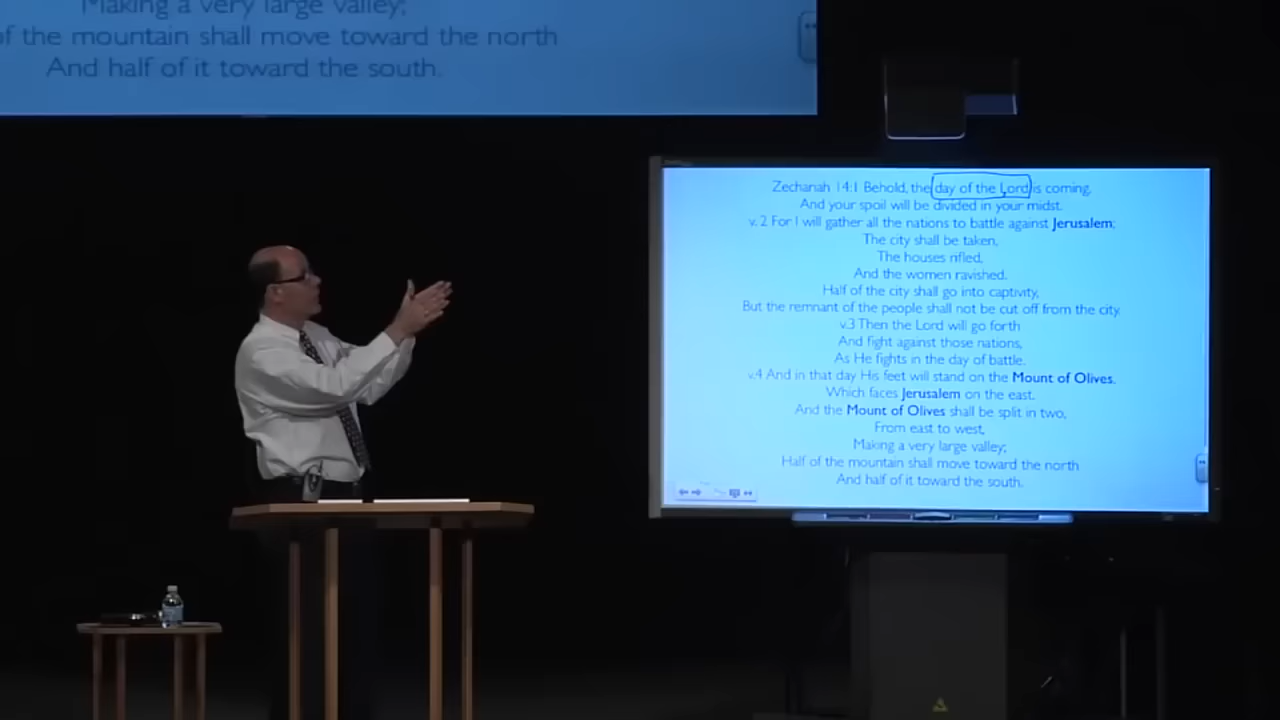 Making a very large valley;
of the mountain shall move toward the north
And half of it toward the south.
Zechariah 14:1 Behold, the day of the Lord is coming,
And your spoil will be divided in your midst.
v. 2 For I will gather all the nations to battle against Jerusalem;
The city shall be taken,
The houses rifled,
And the women ravished.
Half of the city shall go into captivity,
But the remnant of the people shall not be cut off from the city.
v.3 Then the Lord will go forth
And fight against those nations,
As He fights in the day of battle.
v.4 And in that day His feet will stand on the Mount of Olives.
Which faces Jerusalem on the east.
And the Mount of Olives shall be split in two,
From east to west,
Making a very large valley;
Half of the mountain shall move toward the north
And half of it toward the south.